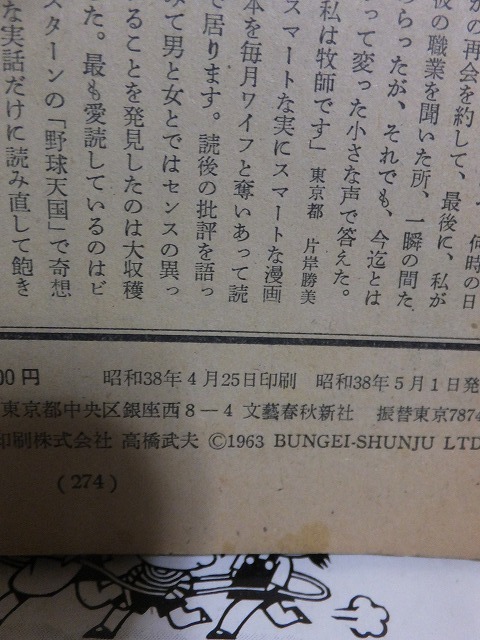 の再会を約して、何時の日
彼の職業を聞いた所、最後に、私が
らったが、それでも、一瞬の間た
って変った小さな声で答えた。今迄とは
私は牧師です」 東京都 片岸勝美
スマートな実にスマートな漫画
本を毎月ワイフと奪いあって読
で居ります。読後の批評を語っ
みて男と女とではセンスの異っ
ることを発見したのは大収穫
た。最も愛読しているのはビ
スターンの「野球天国」で奇想
な実話だけに読み直して飽き
00円 昭和38年4月25日印刷 昭和38年5月1日発
東京都中央区銀座西8-4 文藝春秋新社 振替東京7874
印刷株式会社 高橋武夫 ©1963 BUNGEI-SHUNJU LTD
(274)